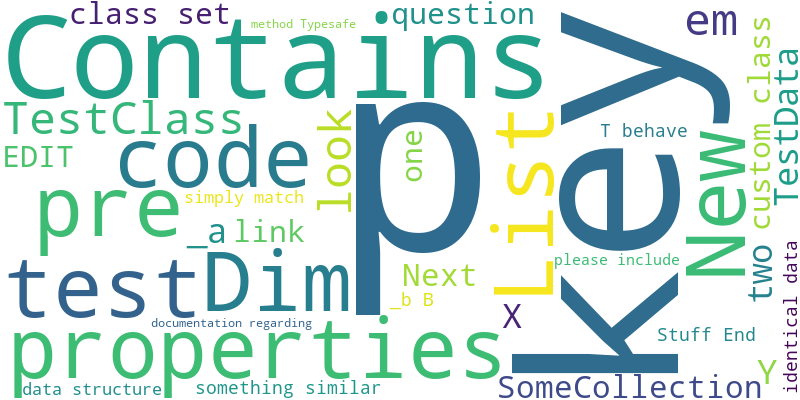 class set
method Typesafe
question
em
Contains
key
custom class
TestData
TestClass
code
look
p
one
List
T behave
New
EDIT
pre
simply match
_a
link
please include
two
identical data
test
Dim
Next
_b B
X
documentation regarding
properties
Stuff End
Y
data structure
something similar
SomeCollection